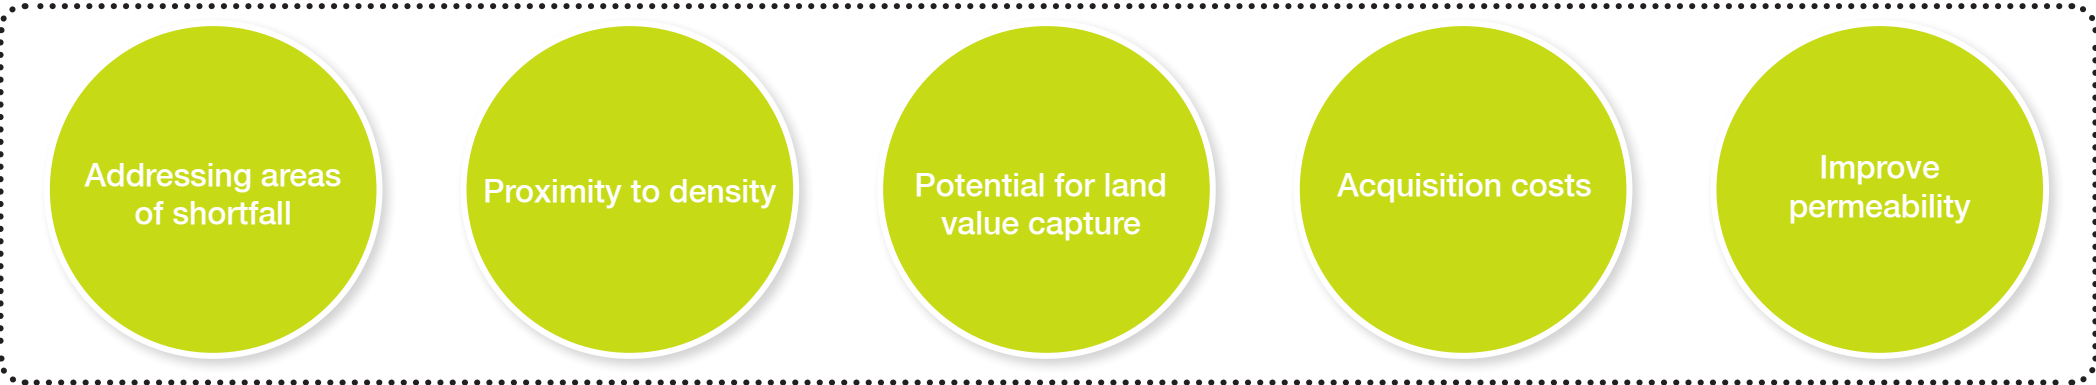 Addressing areas
of shortfall
Proximity to density
Potential for land
value capture
Acquisition costs
Improve
permeability